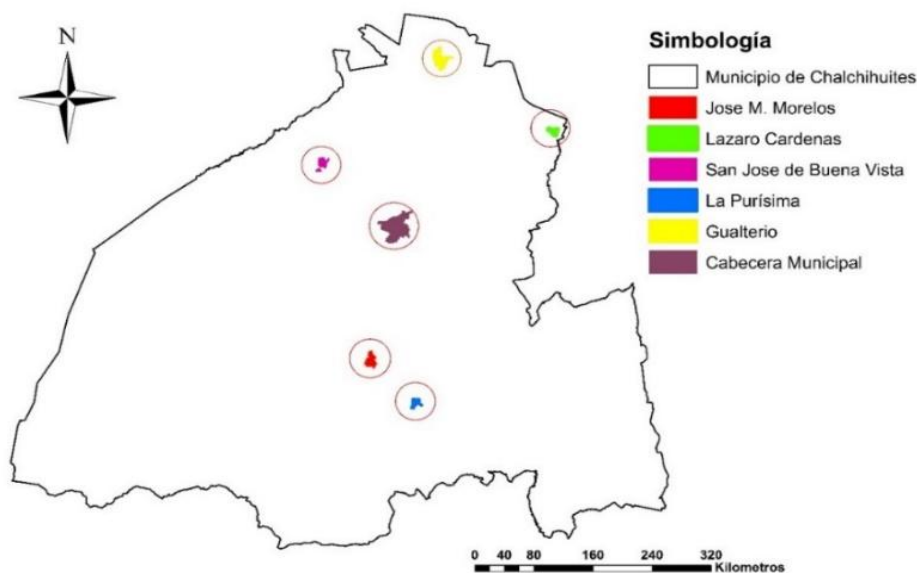 N
Simbología
Municipio de Chalchihuites
Jose M. Morelos
Lazaro Cardenas
San Jose de Buena Vista
La Purísima
Gualterio
Cabecera Municipal
0 40 80 160 240 320
Kilometros